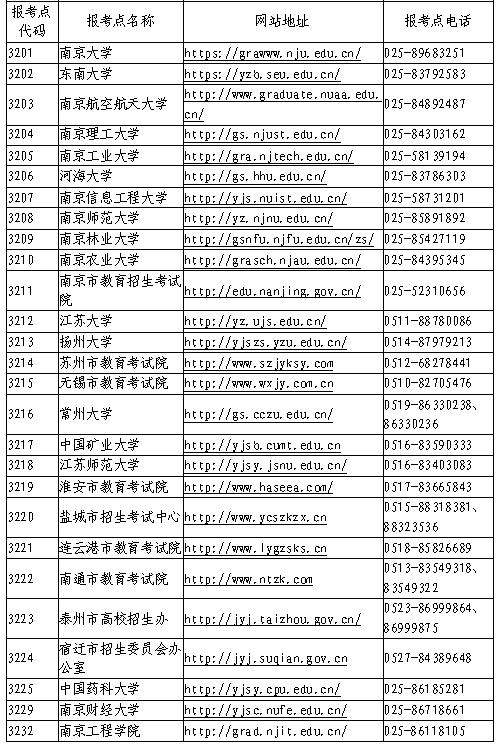 报考点代码 报考点名称 网站地址 报考点电话
3201 南京大学 https://grawww.nju.edu.cn/ 025-89683251
3202 东南大学 https://yzb.seu.edu.cn/ 025-83792583
3203 南京航空航天大学 http://www.graduate.nuaa.edu.cn/ 025-84892487
3204 南京理工大学 http://gs.njust.edu.cn/ 025-84303162
3205 南京工业大学 http://gra.njtech.edu.cn/ 025-58139194
3206 河海大学 http://gs.hhu.edu.cn/ 025-83786303
3207 南京信息工程大学 http://yjs.nuist.edu.cn/ 025-58731201
3208 南京师范大学 http://yz.njnu.edu.cn/ 025-85891892
3209 南京林业大学 http://gsnfu.njfu.edu.cn/zs/ 025-85427119
3210 南京农业大学 http://grasch.njau.edu.cn/ 025-84395345
3211 南京市教育招生考试院 http://edu.nanjing.gov.cn/ 025-52310656
3212 江苏大学 http://yz.ujs.edu.cn/ 0511-88780086
3213 扬州大学 http://yjszs.yzu.edu.cn/ 0514-87979213
3214 苏州市教育考试院 http://www.szjyksy.com 0512-68278441
3215 无锡市教育考试院 http://www.wxjy.com.cn 0510-82705476
3216 常州大学 http://gs.cczu.edu.cn/ 0519-86330238、86330236
3217 中国矿业大学 http://yjsb.cumt.edu.cn 0516-83590333
3218 江苏师范大学 http://yjsy.jsnu.edu.cn/ 0516-83403083
3219 淮安市教育考试院 http://www.haseea.com/ 0517-83665843
3220 盐城市招生考试中心 http://www.ycszkzx.cn 0515-88318381、88323536
3221 连云港市教育考试院 http://www.lygzsks.cn 0518-85826689
3222 南通市教育考试院 http://www.ntzk.com 0513-83549318、83549322
3223 泰州市高校招生办 http://jyj.taizhou.gov.cn/ 0523-86999864、86999875
3224 宿迁市招生委员会办公室 http://jyj.suqian.gov.cn 0527-84389648
3225 中国药科大学 http://yjsy.cpu.edu.cn/ 025-86185281
3229 南京财经大学 http://yjsc.nufe.edu.cn/ 025-86718661
3232 南京工程学院 http://grad.njit.edu.cn/ 025-86118105